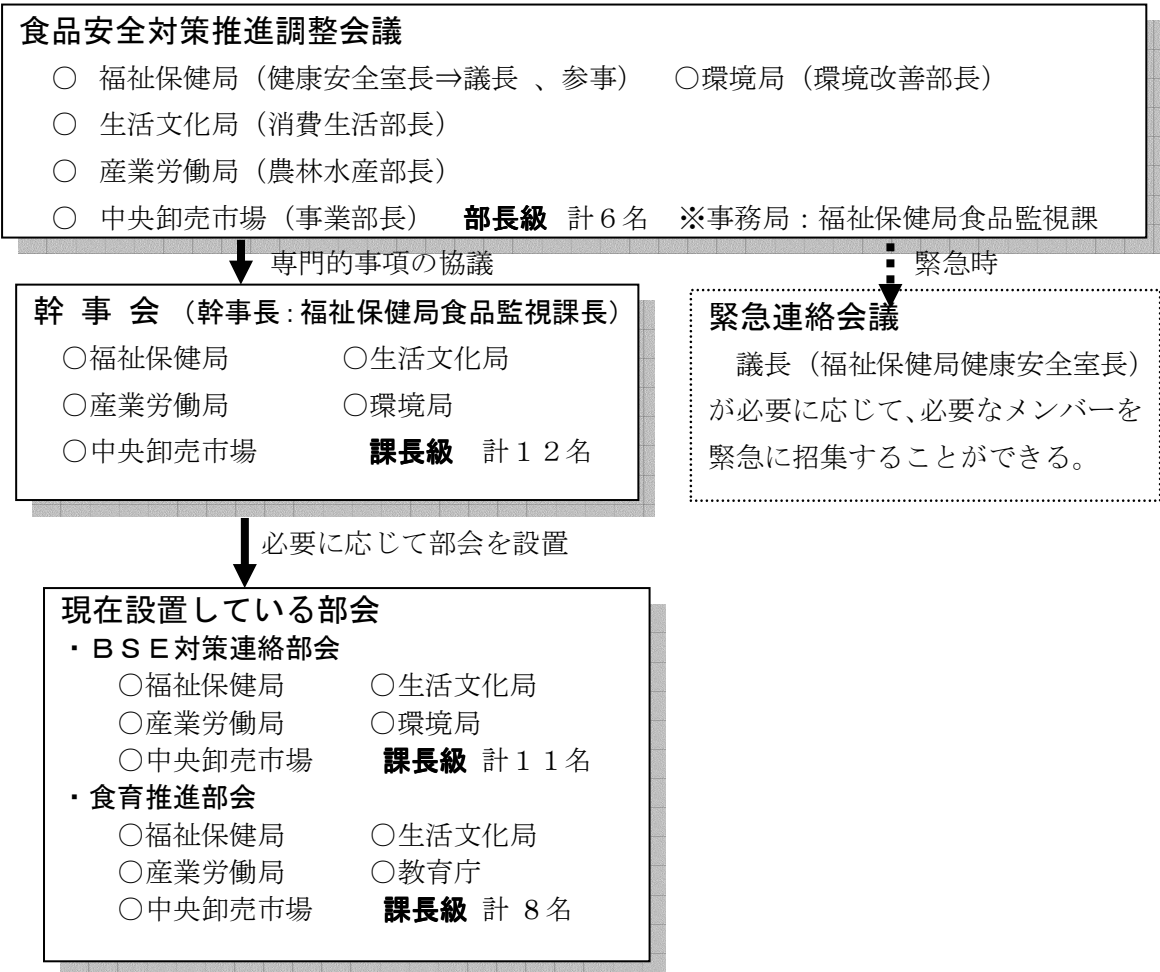 食品安全対策推進調整会議
○ 福祉保健局（健康安全室長⇒議長 、参事） ○環境局（環境改善部長）
○ 生活文化局（消費生活部長）
○ 産業労働局（農林水産部長）
○ 中央卸売市場（事業部長） 部長級 計６名 ※事務局：福祉保健局食品監視課
専門的事項の協議
緊急時
幹 事 会 （幹事長：福祉保健局食品監視課長）
○福祉保健局 ○生活文化局
○産業労働局 ○環境局
○中央卸売市場 課長級 計１２名
緊急連絡会議
議長（福祉保健局健康安全室長）
が必要に応じて、必要なメンバーを
緊急に招集することができる。
必要に応じて部会を設置
現在設置している部会
・ＢＳＥ対策連絡部会
○福祉保健局 ○生活文化局
○産業労働局 ○環境局
○中央卸売市場 課長級 計１１名
・食育推進部会
○福祉保健局 ○生活文化局
○産業労働局 ○教育庁
○中央卸売市場 課長級 計 ８名